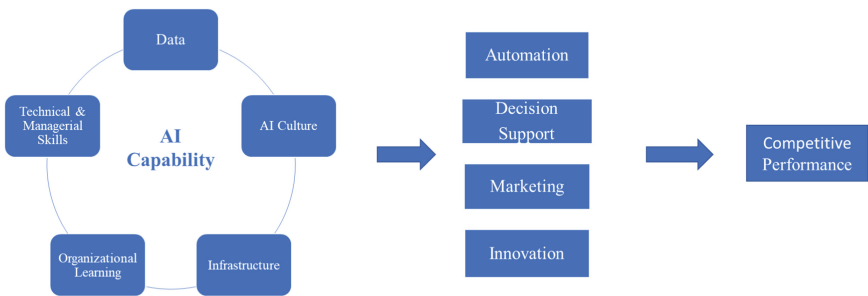 Data
Technical &
Managerial
Skills
AI
Capability
AI Culture
Organizational
Learning
Infrastructure
Automation
Decision
Support
Marketing
Innovation
Competitive
Performance